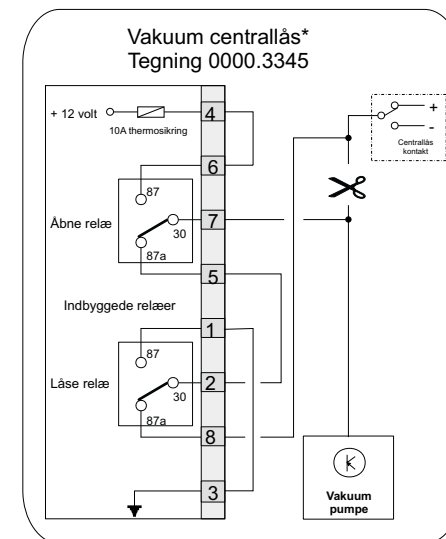 Vakuum centrallås*
Tegning 0000.3345
+ 12 volt
10A thermosikring
4
+
-
Centrallås
kontakt
6
87
Åbne relæ
7
30
87a
5
Indbyggede relæer
1
87
Låse relæ
2
30
87a
8
3
Vakuum
pumpe